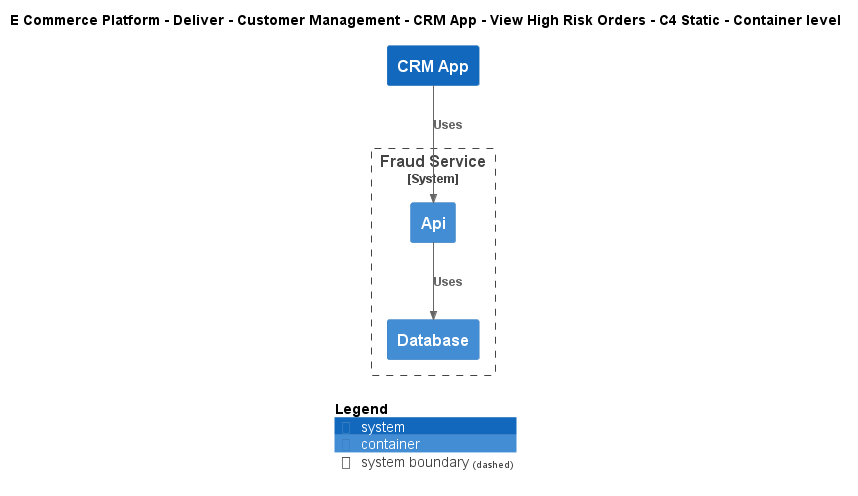 E Commerce Platform - Deliver - Customer Management - CRM App - View High Risk Orders - C4 Static - Container level
CRM App
Uses
Fraud Service
[System]
Api
Uses
Database
Legend
system
container
system boundary (dashed)